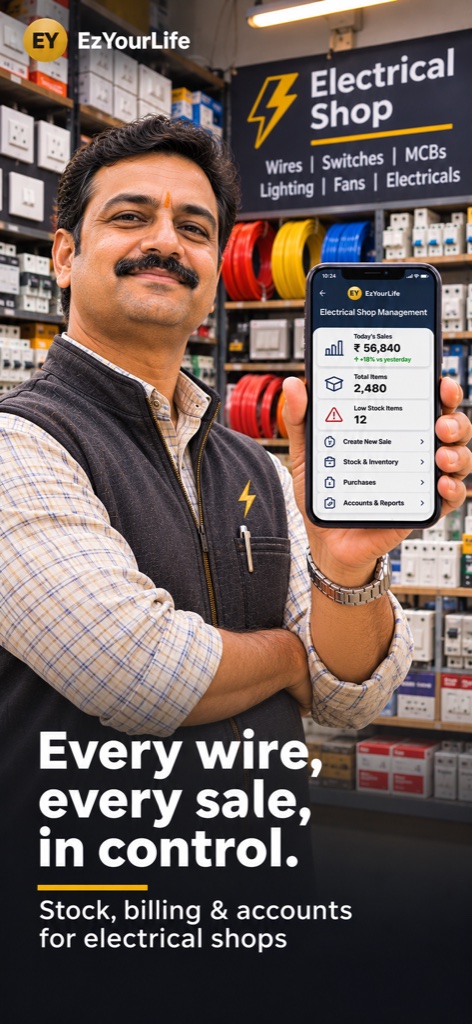 EY EzYourLife
Electrical
Shop
Wires | Switches | MCBs
Lighting | Fans | Electricals
10:24
EY EzYourLife
Electrical Shop Management
Today's Sales
₹ 56,840
↑ +18% vs yesterday
Total Items
2,480
Low Stock Items
12
Create New Sale
Stock & Inventory
Purchases
Accounts & Reports
Every wire,
every sale,
in control.
Stock, billing & accounts
for electrical shops